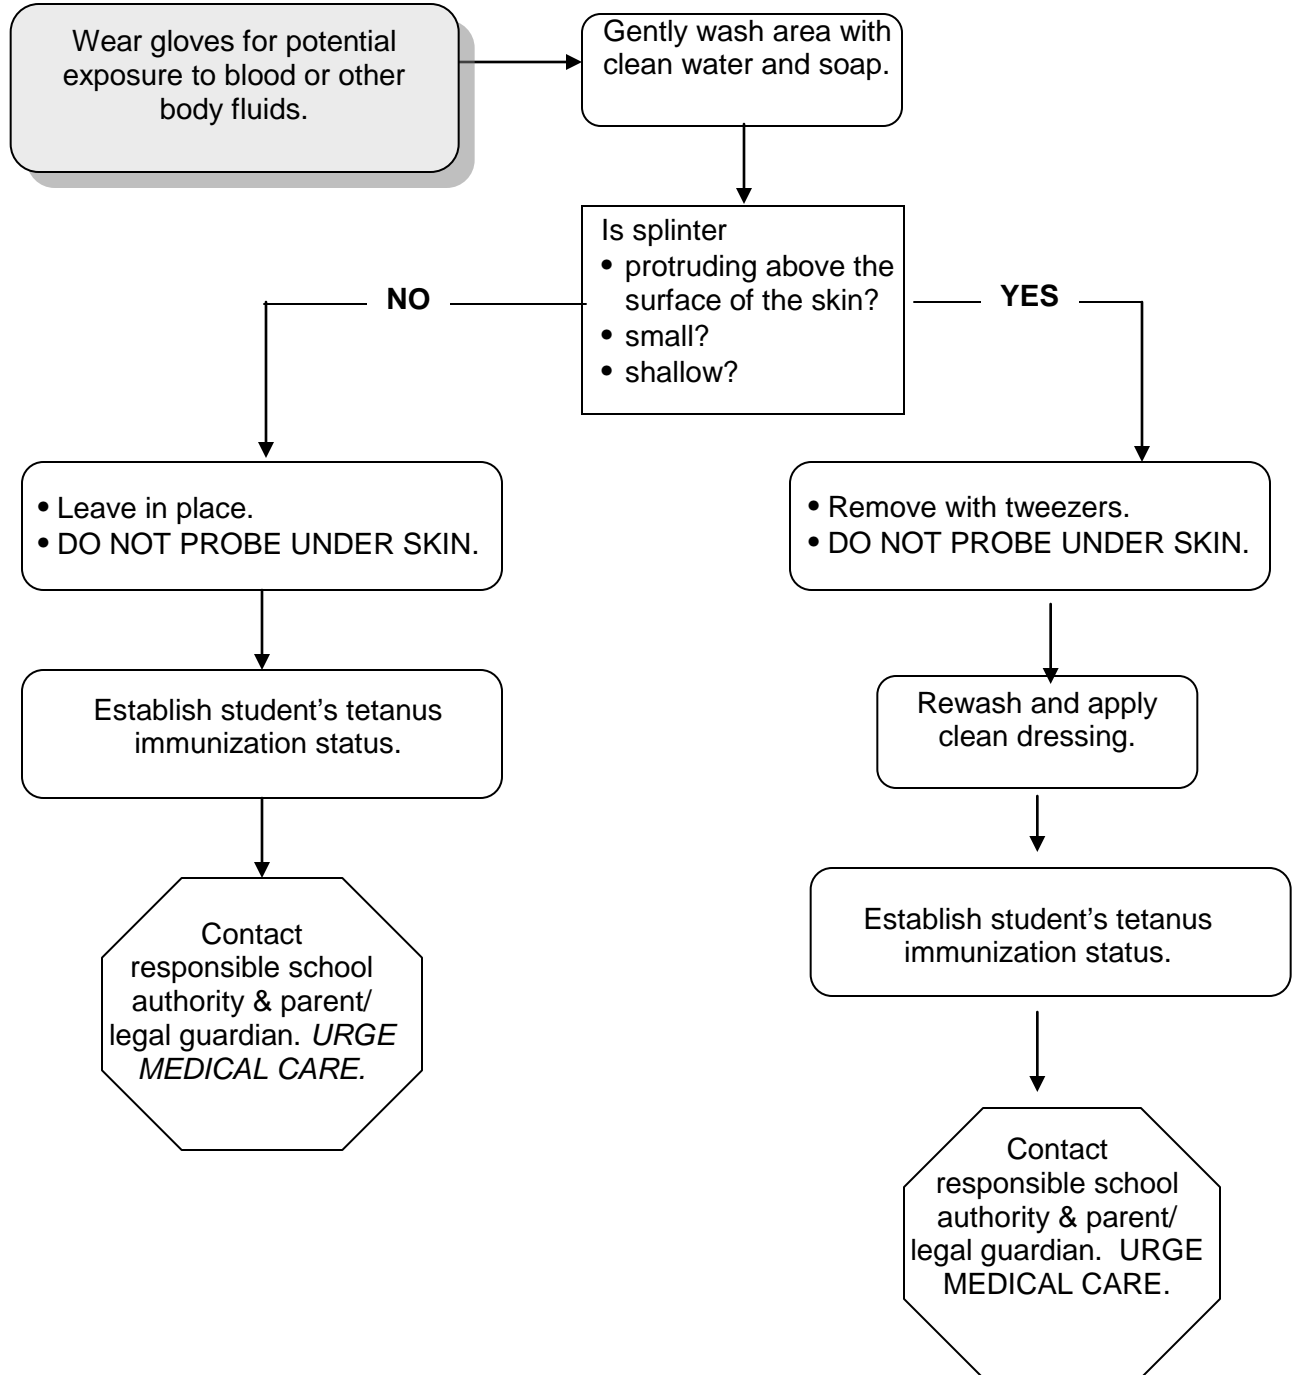 Wear gloves for potential
exposure to blood or other
body fluids.
Gently wash area with
clean water and soap.
Is splinter
• protruding above the
surface of the skin?
• small?
• shallow?
NO
YES
• Leave in place.
• DO NOT PROBE UNDER SKIN.
Establish student’s tetanus
immunization status.
Contact
responsible school
authority & parent/
legal guardian. URGE
MEDICAL CARE.
• Remove with tweezers.
• DO NOT PROBE UNDER SKIN.
Rewash and apply
clean dressing.
Establish student’s tetanus
immunization status.
Contact
responsible school
authority & parent/
legal guardian.  URGE
MEDICAL CARE.